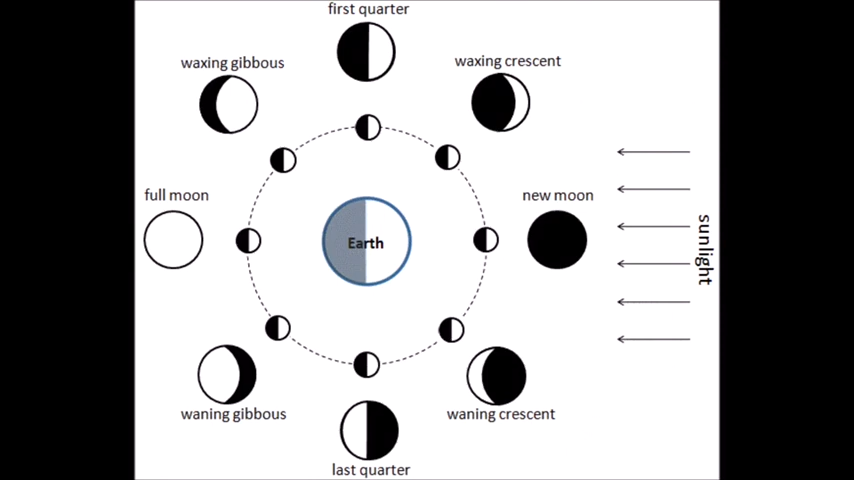 first quarter
waxing gibbous
waxing crescent
full moon
new moon
Earth
sunlight
waning gibbous
waning crescent
last quarter